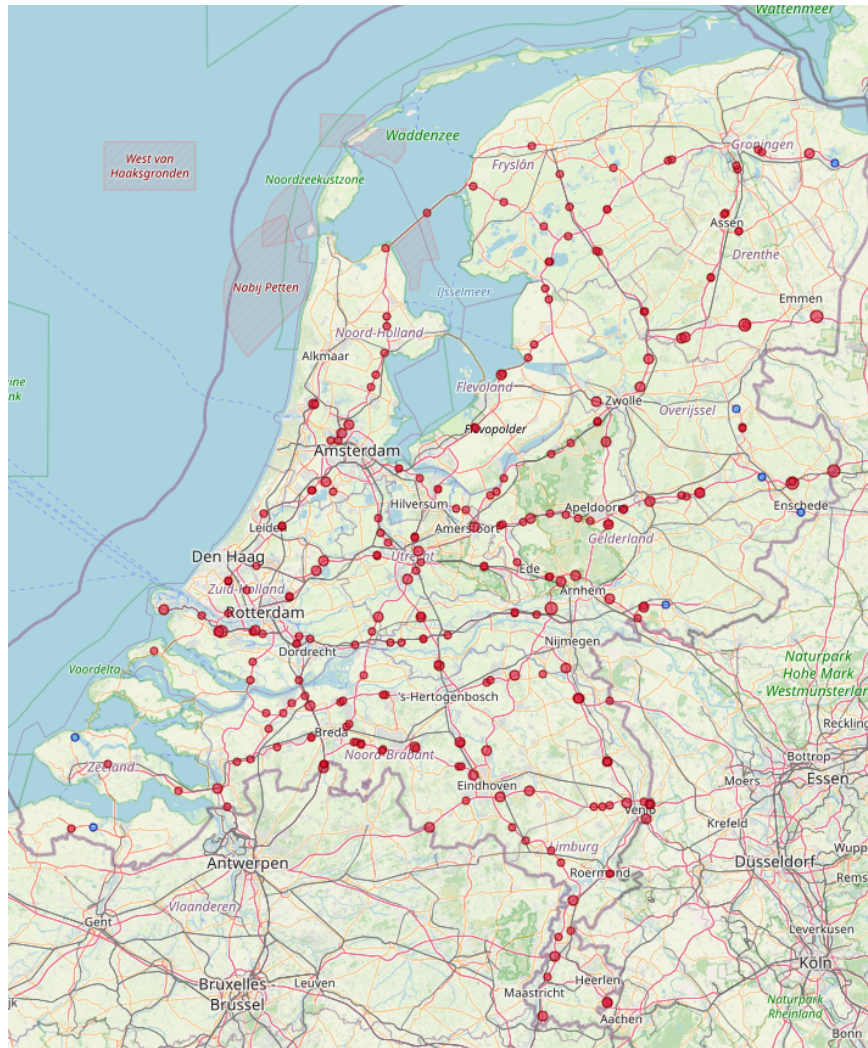 Wattenmeer
Waddenzee
West van
Haaksgronden
Groningen
Fryslân
Noordzeekustzone
Assen
Drenthe
Nabij Petten
IJsselmeer
Emmen
Noord-Holland
Alkmaar
Flevoland
Zwolle
Overijssel
Flevopolder
Amsterdam
Hilversum
Apeldoorn
Enschede
Leiden
Amersfoort
Gelderland
Den Haag
Utrecht
Ede
Zuid-Holland
Arnhem
Rotterdam
Nijmegen
Dordrecht
Naturpark
Hohe Mark
Westmünsterla
Voordelta
's-Hertogenbosch
Reckling
Breda
Noord-Brabant
Bottrop
Zeeland
Essen
Moers
Eindhoven
Venlo
Krefeld
Limburg
Wupp
Antwerpen
Düsseldorf
Roermond
Rems
Vlaanderen
Gent
Leverkusen
Köln
Bruxelles -
Brussel
Leuven
Heerlen
Maastricht
Naturpark
Rheinland
Aachen
Bonn